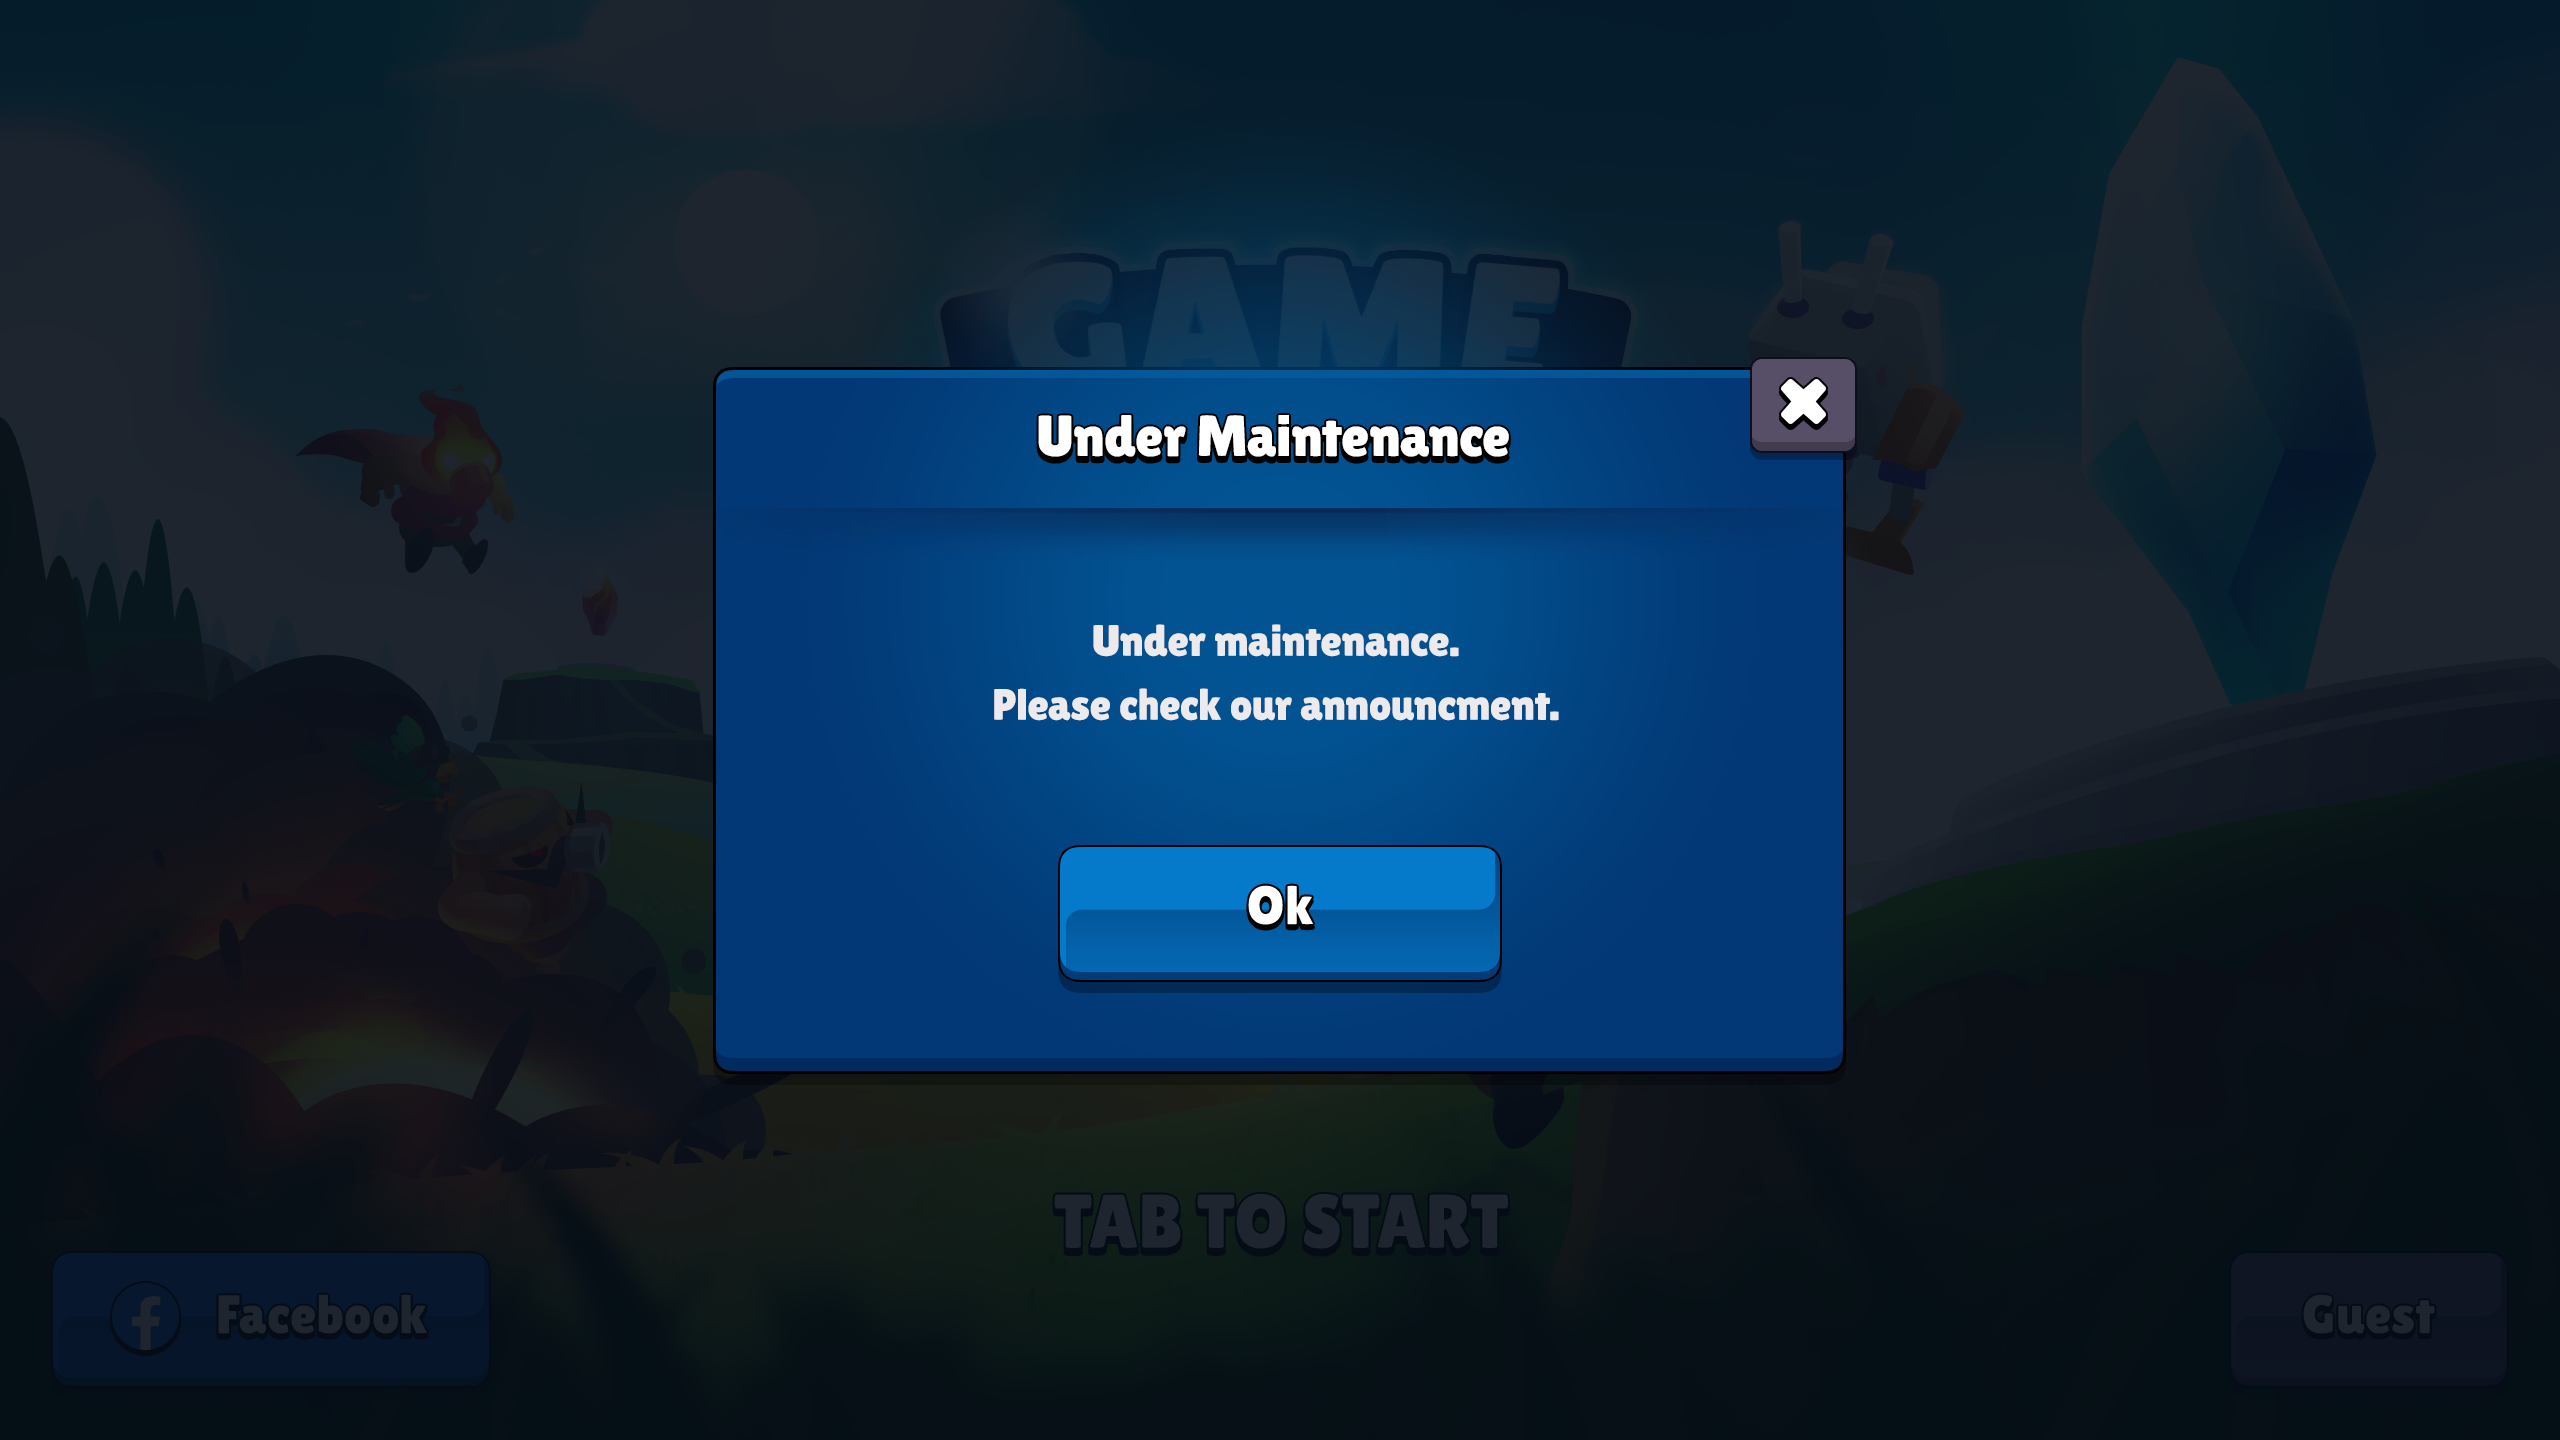 GAME
Under Maintenance
Under maintenance.
Please check our announcment.
Ok
TAB TO START
Facebook
Guest